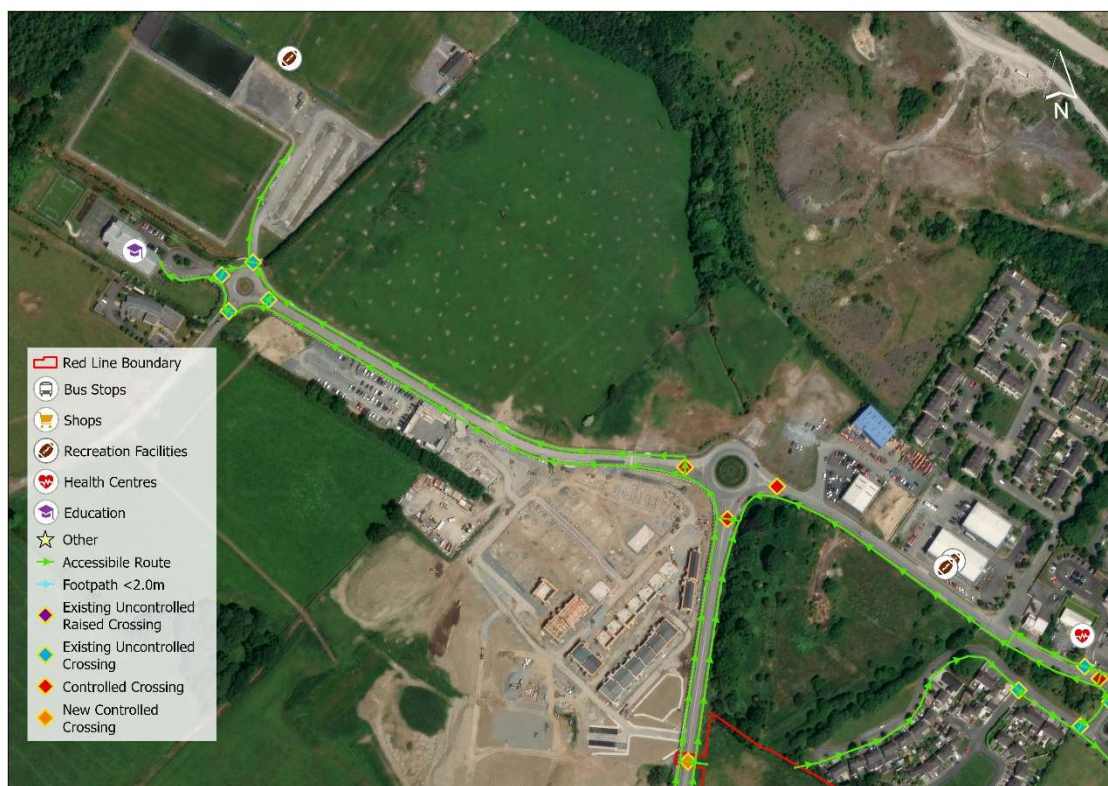 N
Red Line Boundary
Bus Stops
Shops
Recreation Facilities
Health Centres
Education
Other
Accessibile Route
Footpath <2.0m
Existing Uncontrolled
Raised Crossing
Existing Uncontrolled
Crossing
Controlled Crossing
New Controlled
Crossing